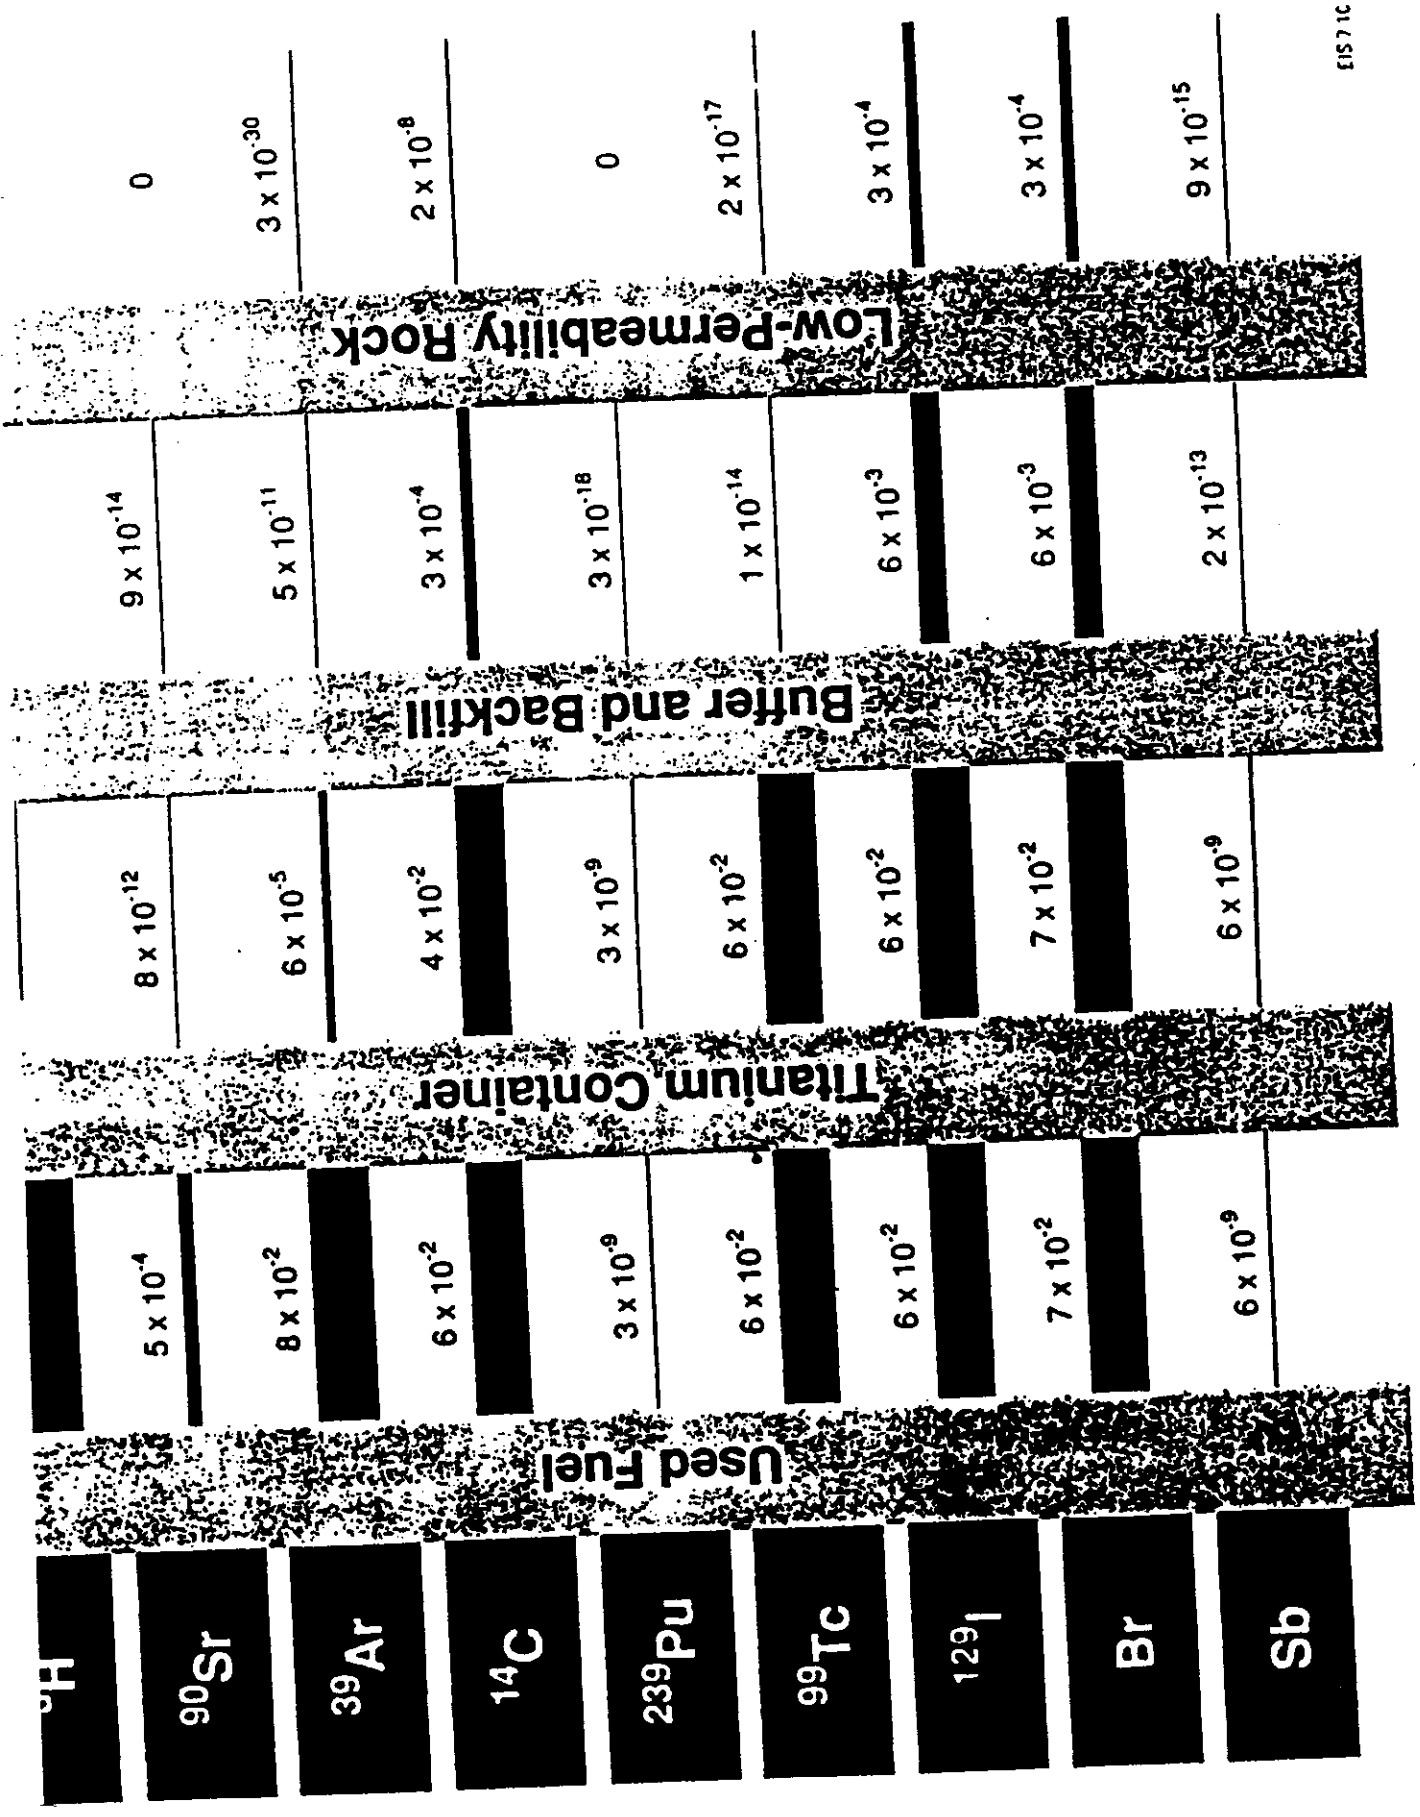 H
⁹⁰Sr 5 x 10⁻⁴ 8 x 10⁻¹² 9 x 10⁻¹⁴ 0
³⁹Ar 8 x 10⁻² 6 x 10⁻⁵ 5 x 10⁻¹¹ 3 x 10⁻³⁰
¹⁴C 6 x 10⁻² 4 x 10⁻² 3 x 10⁻⁴ 2 x 10⁻⁸
²³⁹Pu 3 x 10⁻⁹ 3 x 10⁻⁹ 3 x 10⁻¹⁸ 0
⁹⁹Tc 6 x 10⁻² 6 x 10⁻² 1 x 10⁻¹⁴ 2 x 10⁻¹⁷
¹²⁹I 6 x 10⁻² 6 x 10⁻² 6 x 10⁻³ 3 x 10⁻⁴
Br 7 x 10⁻² 7 x 10⁻² 6 x 10⁻³ 3 x 10⁻⁴
Sb 6 x 10⁻⁹ 6 x 10⁻⁹ 2 x 10⁻¹³ 9 x 10⁻¹⁵
Used Fuel
Titanium Container
Buffer and Backfill
Low-Permeability Rock
EIS 7 1C